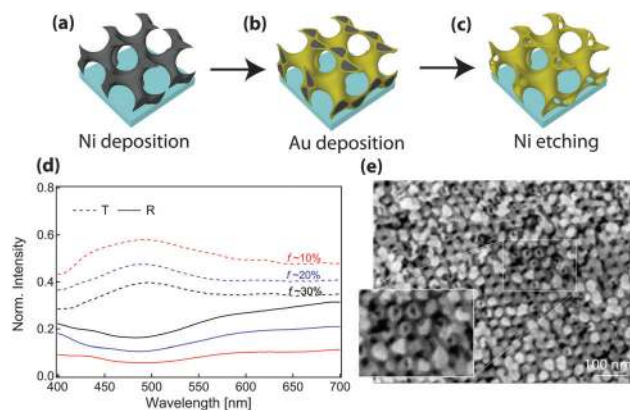 (a)
(b)
(c)
Ni deposition
Au deposition
Ni etching
(d)
(e)
0.8
0.6
0.4
0.2
0.0
Norm. Intensity
T
R
f~10%
f~20%
f~30%
400
450
500
550
600
650
700
Wavelength [nm]
100 nm